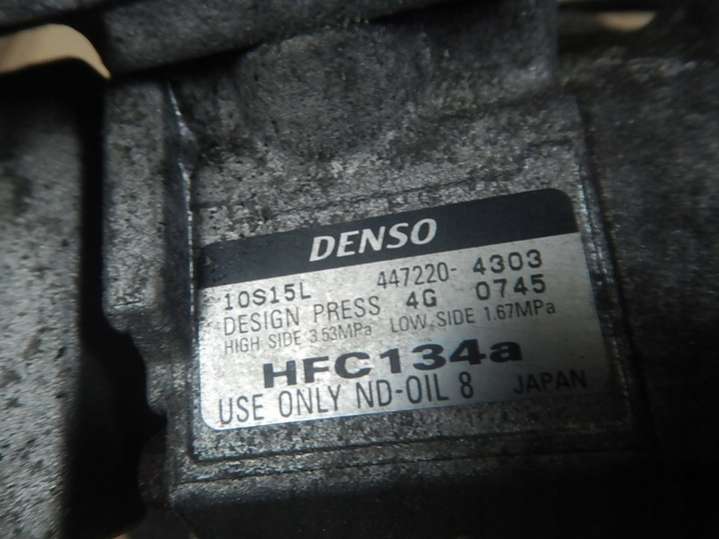 DENSO
10S15L 447220-4303
DESIGN PRESS 4G 0745
HIGH SIDE 3.53MPa LOW SIDE 1.67MPa
HFC134a
USE ONLY ND-OIL 8 JAPAN